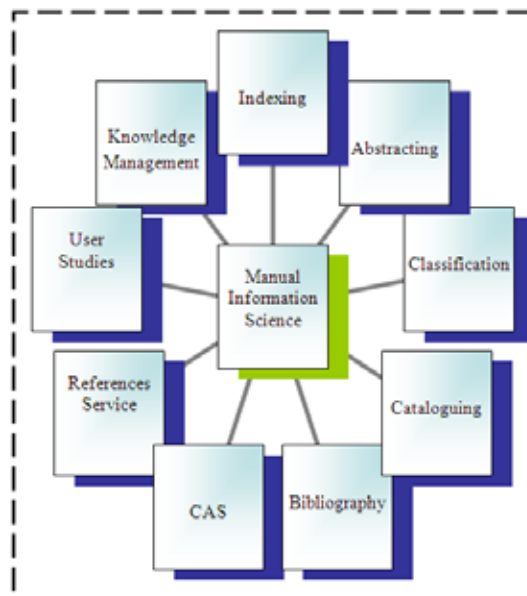 Indexing
Abstracting
Classification
Cataloguing
Bibliography
CAS
References
Service
User
Studies
Knowledge
Management
Manual
Information
Science